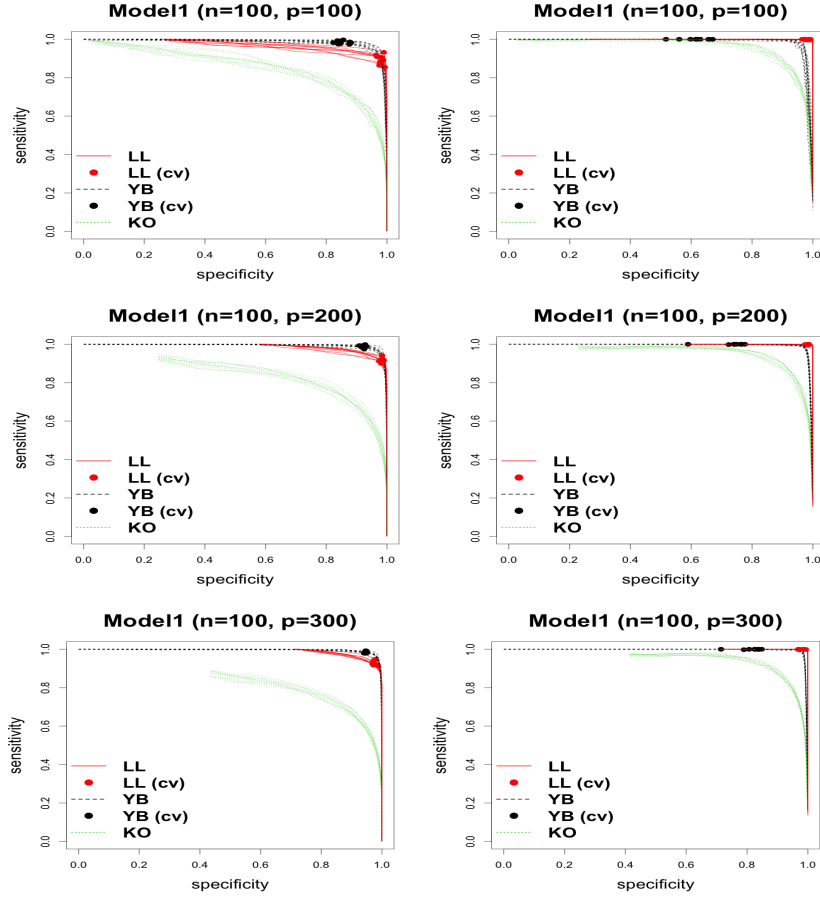 Model1 (n=100, p=100)
sensitivity
1.0
0.8
0.6
0.4
0.2
0.0
LL
LL (cv)
YB
YB (cv)
KO
0.0 0.2 0.4 0.6 0.8 1.0
specificity
Model1 (n=100, p=100)
sensitivity
1.0
0.8
0.6
0.4
0.2
0.0
LL
LL (cv)
YB
YB (cv)
KO
0.0 0.2 0.4 0.6 0.8 1.0
specificity
Model1 (n=100, p=200)
sensitivity
1.0
0.8
0.6
0.4
0.2
0.0
LL
LL (cv)
YB
YB (cv)
KO
0.0 0.2 0.4 0.6 0.8 1.0
specificity
Model1 (n=100, p=200)
sensitivity
1.0
0.8
0.6
0.4
0.2
0.0
LL
LL (cv)
YB
YB (cv)
KO
0.0 0.2 0.4 0.6 0.8 1.0
specificity
Model1 (n=100, p=300)
sensitivity
1.0
0.8
0.6
0.4
0.2
0.0
LL
LL (cv)
YB
YB (cv)
KO
0.0 0.2 0.4 0.6 0.8 1.0
specificity
Model1 (n=100, p=300)
sensitivity
1.0
0.8
0.6
0.4
0.2
0.0
LL
LL (cv)
YB
YB (cv)
KO
0.0 0.2 0.4 0.6 0.8 1.0
specificity